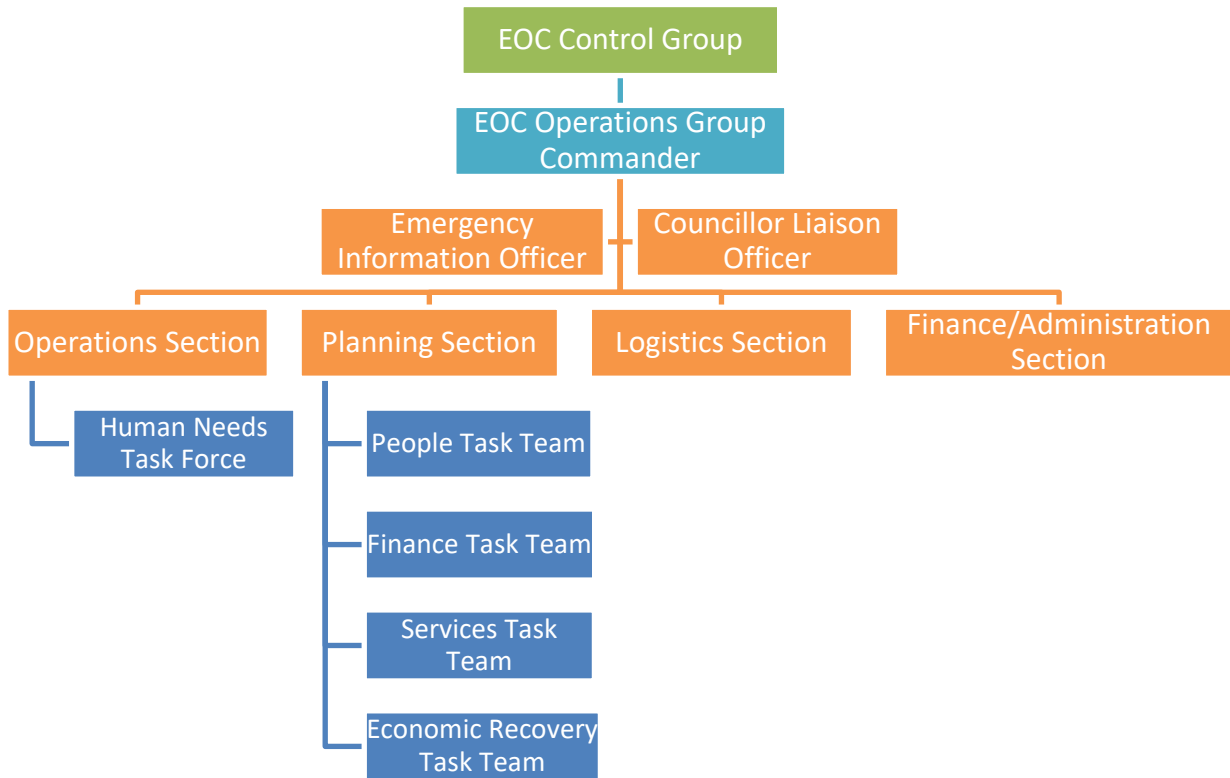 EOC Control Group
EOC Operations Group
Commander
Emergency
Information Officer
Councillor Liaison
Officer
Operations Section
Planning Section
Logistics Section
Finance/Administration
Section
Human Needs
Task Force
People Task Team
Finance Task Team
Services Task
Team
Economic Recovery
Task Team